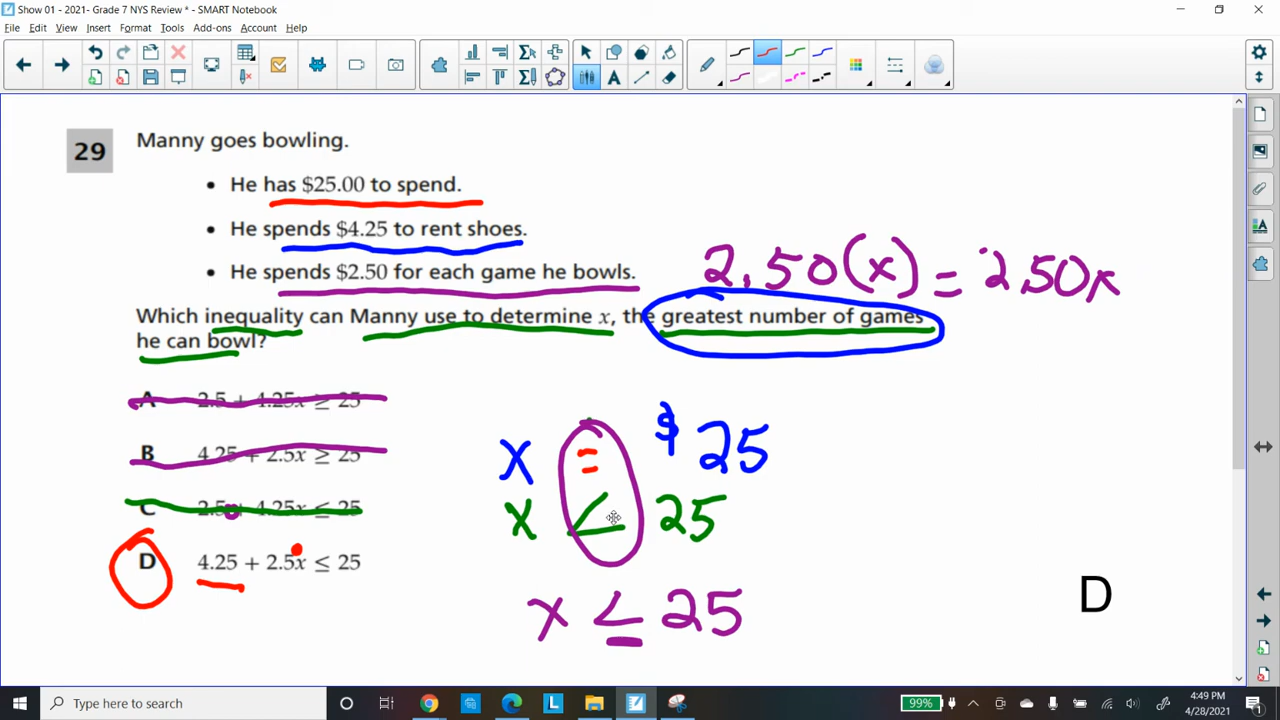 Show 01 - 2021- Grade 7 NYS Review * - SMART Notebook
File Edit View Insert Format Tools Add-ons Account Help
29 Manny goes bowling.
• He has $25.00 to spend.
• He spends $4.25 to rent shoes.
• He spends $2.50 for each game he bowls.
2.50(x) = 2.50x
Which inequality can Manny use to determine x, the greatest number of games
he can bowl?
A 2.5 + 4.25x ≥ 25
B 4.25 + 2.5x ≥ 25
C 2.5 + 4.25x ≤ 25
D 4.25 + 2.5x ≤ 25
x = $25
x < 25
x ≤ 25
D
Type here to search
99%
4:49 PM
4/28/2021